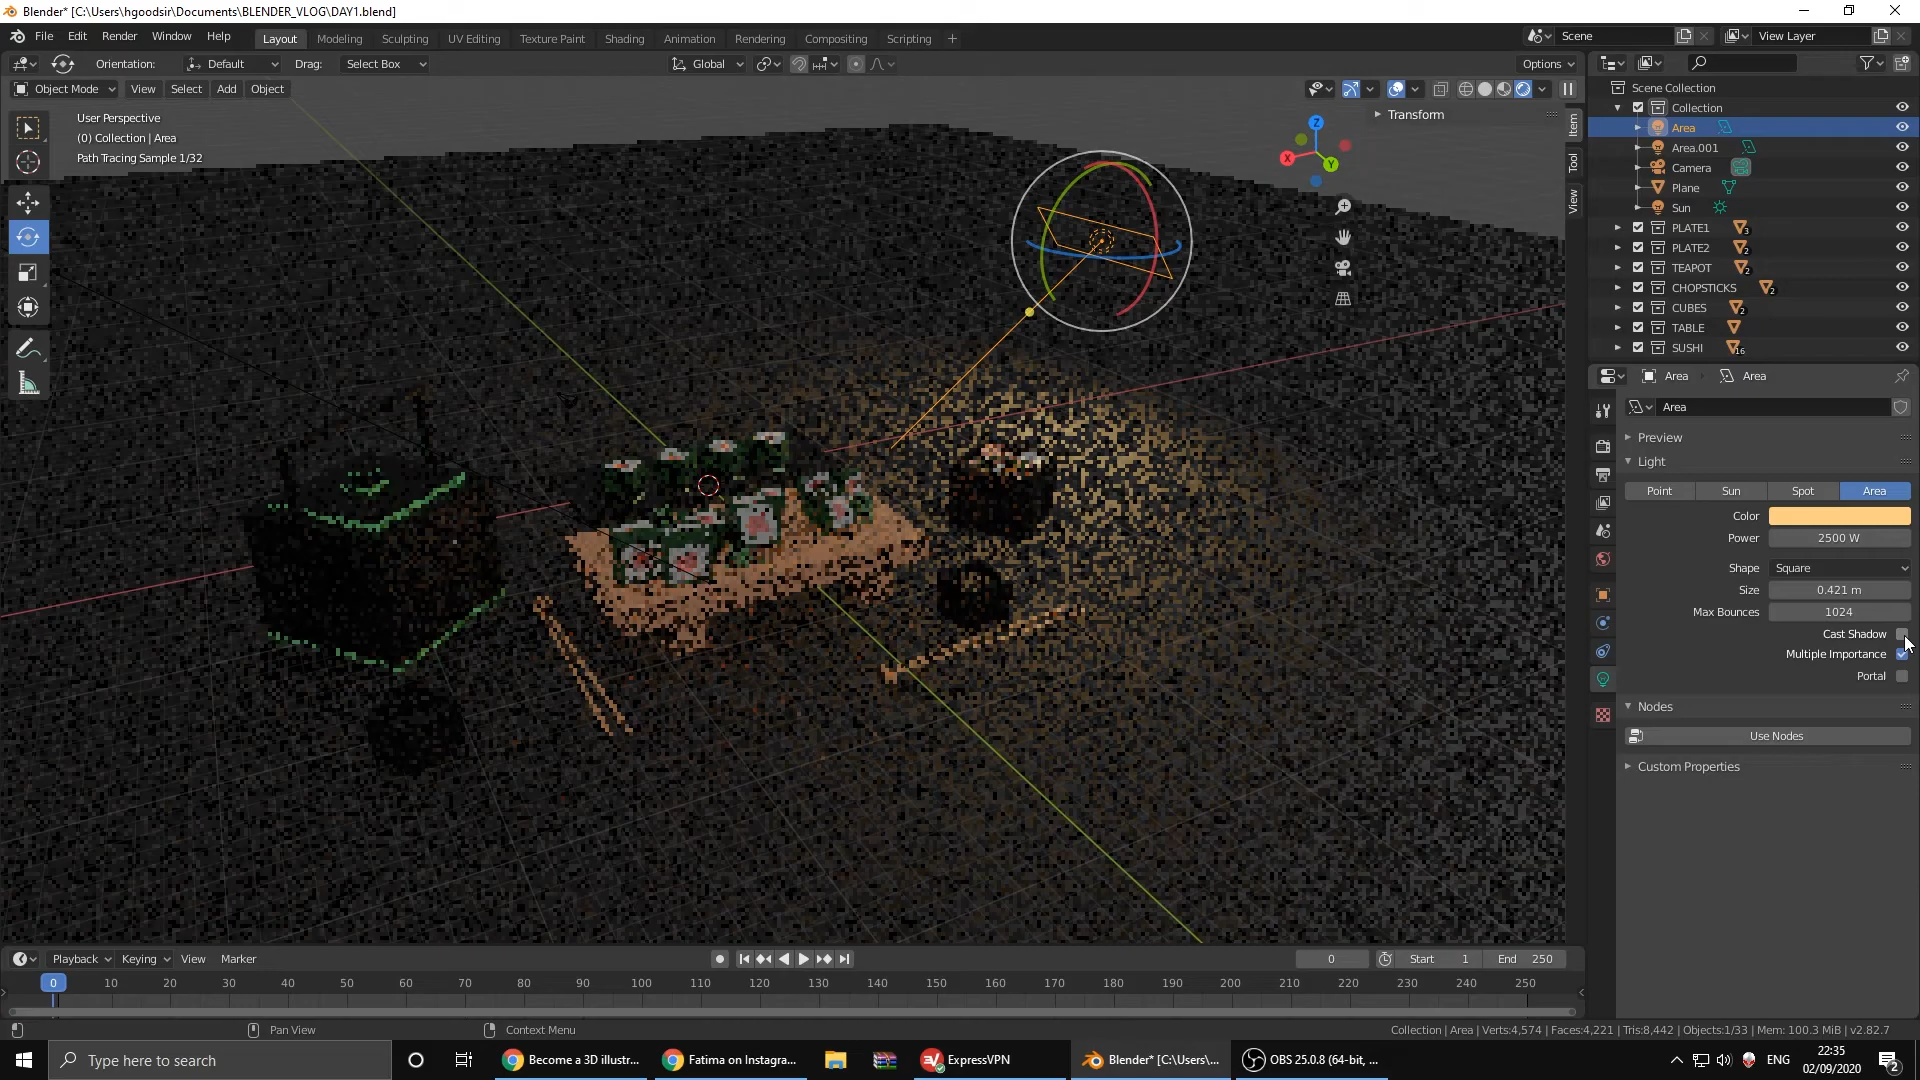 Blender* [C:\Users\hgoodsir\Documents\BLENDER_VLOG\DAY1.blend]
File Edit Render Window Help Layout Modeling Sculpting UV Editing Texture Paint Shading Animation Rendering Compositing Scripting + Scene View Layer
Orientation: Default Drag: Select Box Global Options
Object Mode View Select Add Object
User Perspective
(0) Collection | Area
Path Tracing Sample 1/32
Transform
Z
X
Y
Item
Tool
View
Scene Collection
Collection
Area
Area.001
Camera
Plane
Sun
PLATE1 3
PLATE2 2
TEAPOT 2
CHOPSTICKS 2
CUBES 2
TABLE
SUSHI 16
Area Area
Area
Preview
Light
Point Sun Spot Area
Color
Power 2500 W
Shape Square
Size 0.421 m
Max Bounces 1024
Cast Shadow
Multiple Importance
Portal
Nodes
Use Nodes
Custom Properties
Playback Keying View Marker 0 Start 1 End 250
0 10 20 30 40 50 60 70 80 90 100 110 120 130 140 150 160 170 180 190 200 210 220 230 240 250
Pan View Context Menu Collection | Area | Verts:4,574 | Faces:4,221 | Tris:8,442 | Objects:1/33 | Mem: 100.3 MiB | v2.82.7
Type here to search Become a 3D illustr... Fatima on Instagra... ExpressVPN Blender* [C:\Users\... OBS 25.0.8 (64-bit, ... ENG 22:35
02/09/2020 2